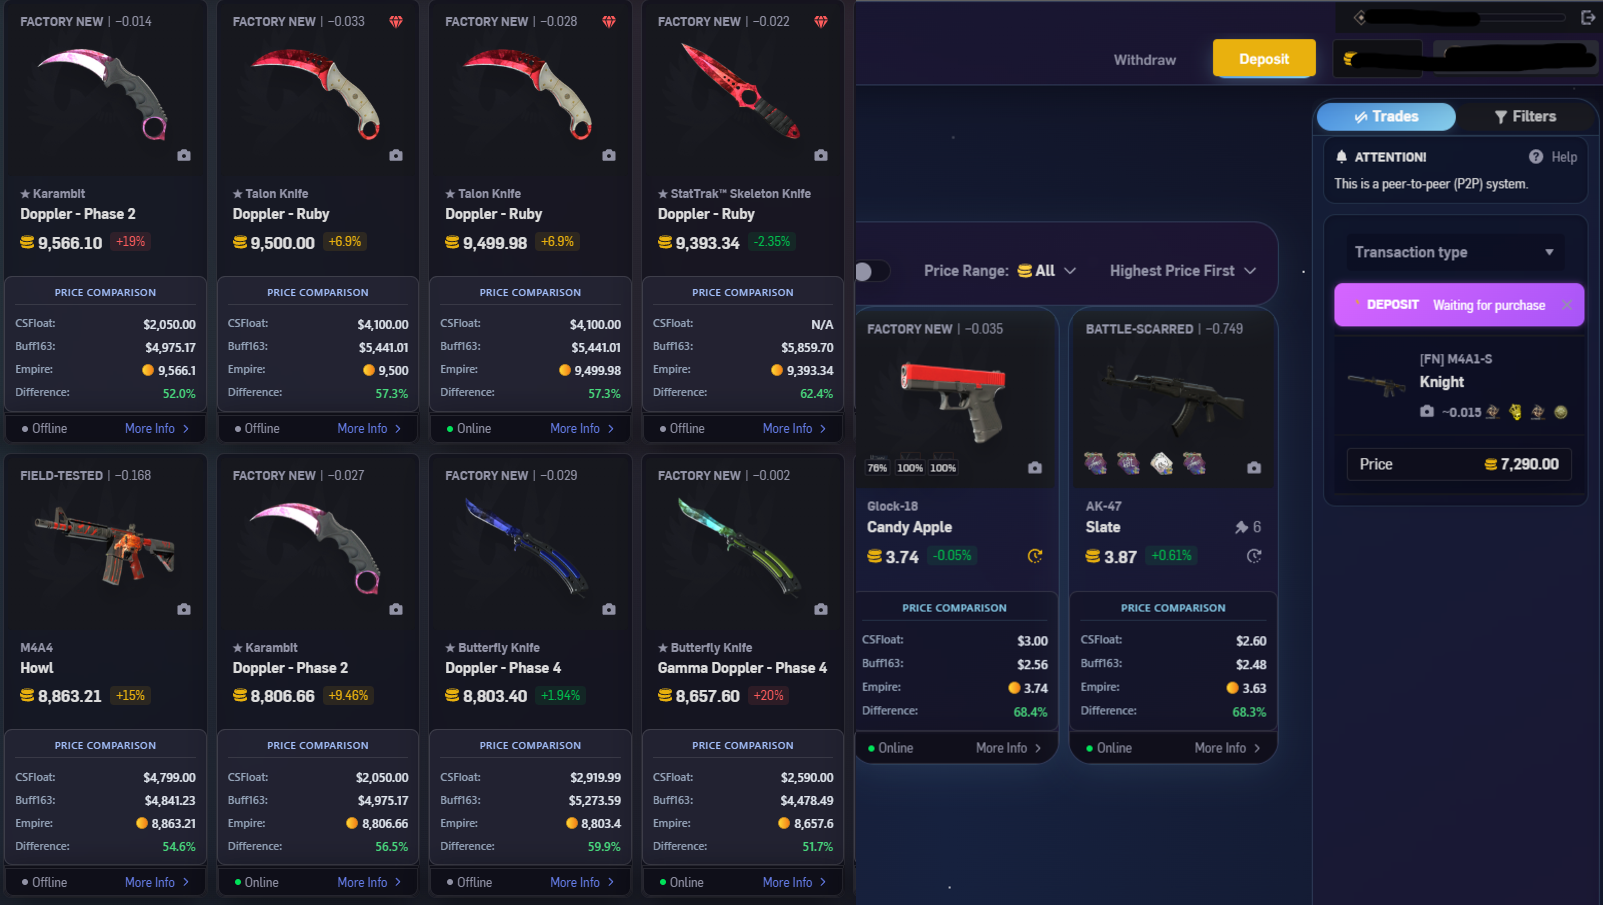 FACTORY NEW | ~0.014
★ Karambit
Doppler - Phase 2
9,566.10 +19%
PRICE COMPARISON
CSFloat: $2,050.00
Buff163: $4,975.17
Empire: 9,566.1
Difference: 52.0%
Offline More Info >
FACTORY NEW | ~0.033
★ Talon Knife
Doppler - Ruby
9,500.00 +6.9%
PRICE COMPARISON
CSFloat: $4,100.00
Buff163: $5,441.01
Empire: 9,500
Difference: 57.3%
Offline More Info >
FACTORY NEW | ~0.028
★ Talon Knife
Doppler - Ruby
9,499.98 +6.9%
PRICE COMPARISON
CSFloat: $4,100.00
Buff163: $5,441.01
Empire: 9,499.98
Difference: 57.3%
Online More Info >
FACTORY NEW | ~0.022
★ StatTrak™ Skeleton Knife
Doppler - Ruby
9,393.34 -2.35%
PRICE COMPARISON
CSFloat: N/A
Buff163: $5,859.70
Empire: 9,393.34
Difference: 62.4%
Offline More Info >
FIELD-TESTED | ~0.168
M4A4
Howl
8,863.21 +15%
PRICE COMPARISON
CSFloat: $4,799.00
Buff163: $4,841.23
Empire: 8,863.21
Difference: 54.6%
Offline More Info >
FACTORY NEW | ~0.027
★ Karambit
Doppler - Phase 2
8,806.66 +9.46%
PRICE COMPARISON
CSFloat: $2,050.00
Buff163: $4,975.17
Empire: 8,806.66
Difference: 56.5%
Online More Info >
FACTORY NEW | ~0.029
★ Butterfly Knife
Doppler - Phase 4
8,803.40 +1.94%
PRICE COMPARISON
CSFloat: $2,919.99
Buff163: $5,273.59
Empire: 8,803.4
Difference: 59.9%
Offline More Info >
FACTORY NEW | ~0.002
★ Butterfly Knife
Gamma Doppler - Phase 4
8,657.60 +20%
PRICE COMPARISON
CSFloat: $2,590.00
Buff163: $4,478.49
Empire: 8,657.6
Difference: 51.7%
Online More Info >
Withdraw
Deposit
Price Range: All
Highest Price First
FACTORY NEW | ~0.035
76% 100% 100%
Glock-18
Candy Apple
3.74 -0.05%
PRICE COMPARISON
CSFloat: $3.00
Buff163: $2.56
Empire: 3.74
Difference: 68.4%
Online More Info >
BATTLE-SCARRED | ~0.749
AK-47
Slate 6
3.87 +0.61%
PRICE COMPARISON
CSFloat: $2.60
Buff163: $2.48
Empire: 3.63
Difference: 68.3%
Online More Info >
Trades
Filters
ATTENTION!
Help
This is a peer-to-peer (P2P) system.
Transaction type
DEPOSIT Waiting for purchase
[FN] M4A1-S
Knight
~0.015
Price 7,290.00